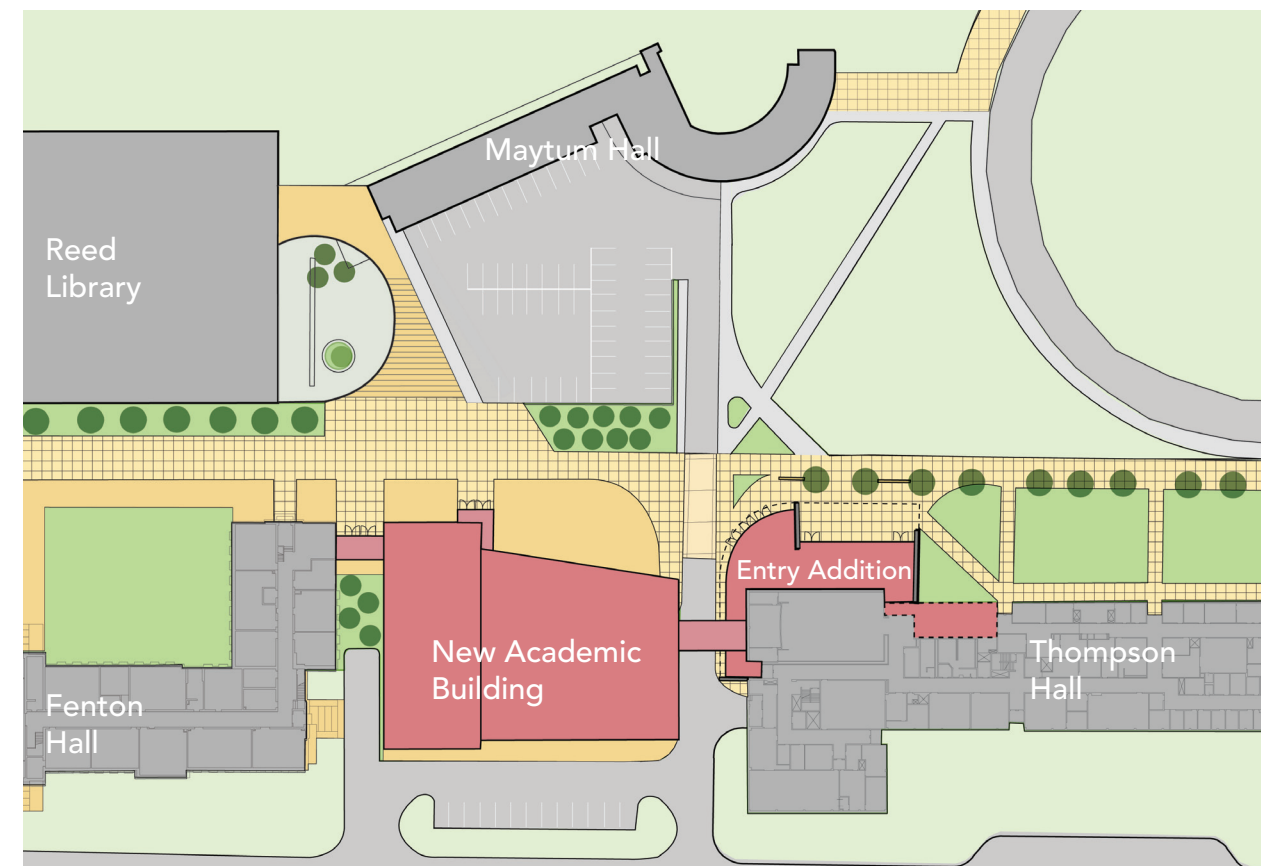 Maytum Hall
Reed
Library
Entry Addition
New Academic
Building
Thompson
Hall
Fenton
Hall